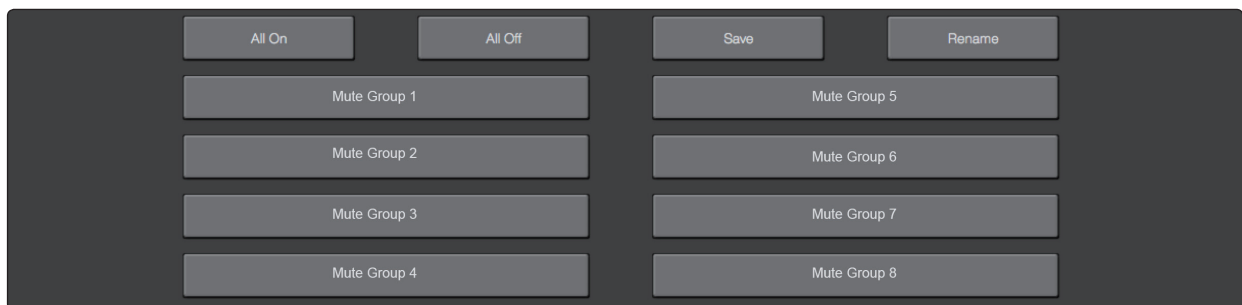 All On All Off Save Rename
Mute Group 1 Mute Group 5
Mute Group 2 Mute Group 6
Mute Group 3 Mute Group 7
Mute Group 4 Mute Group 8